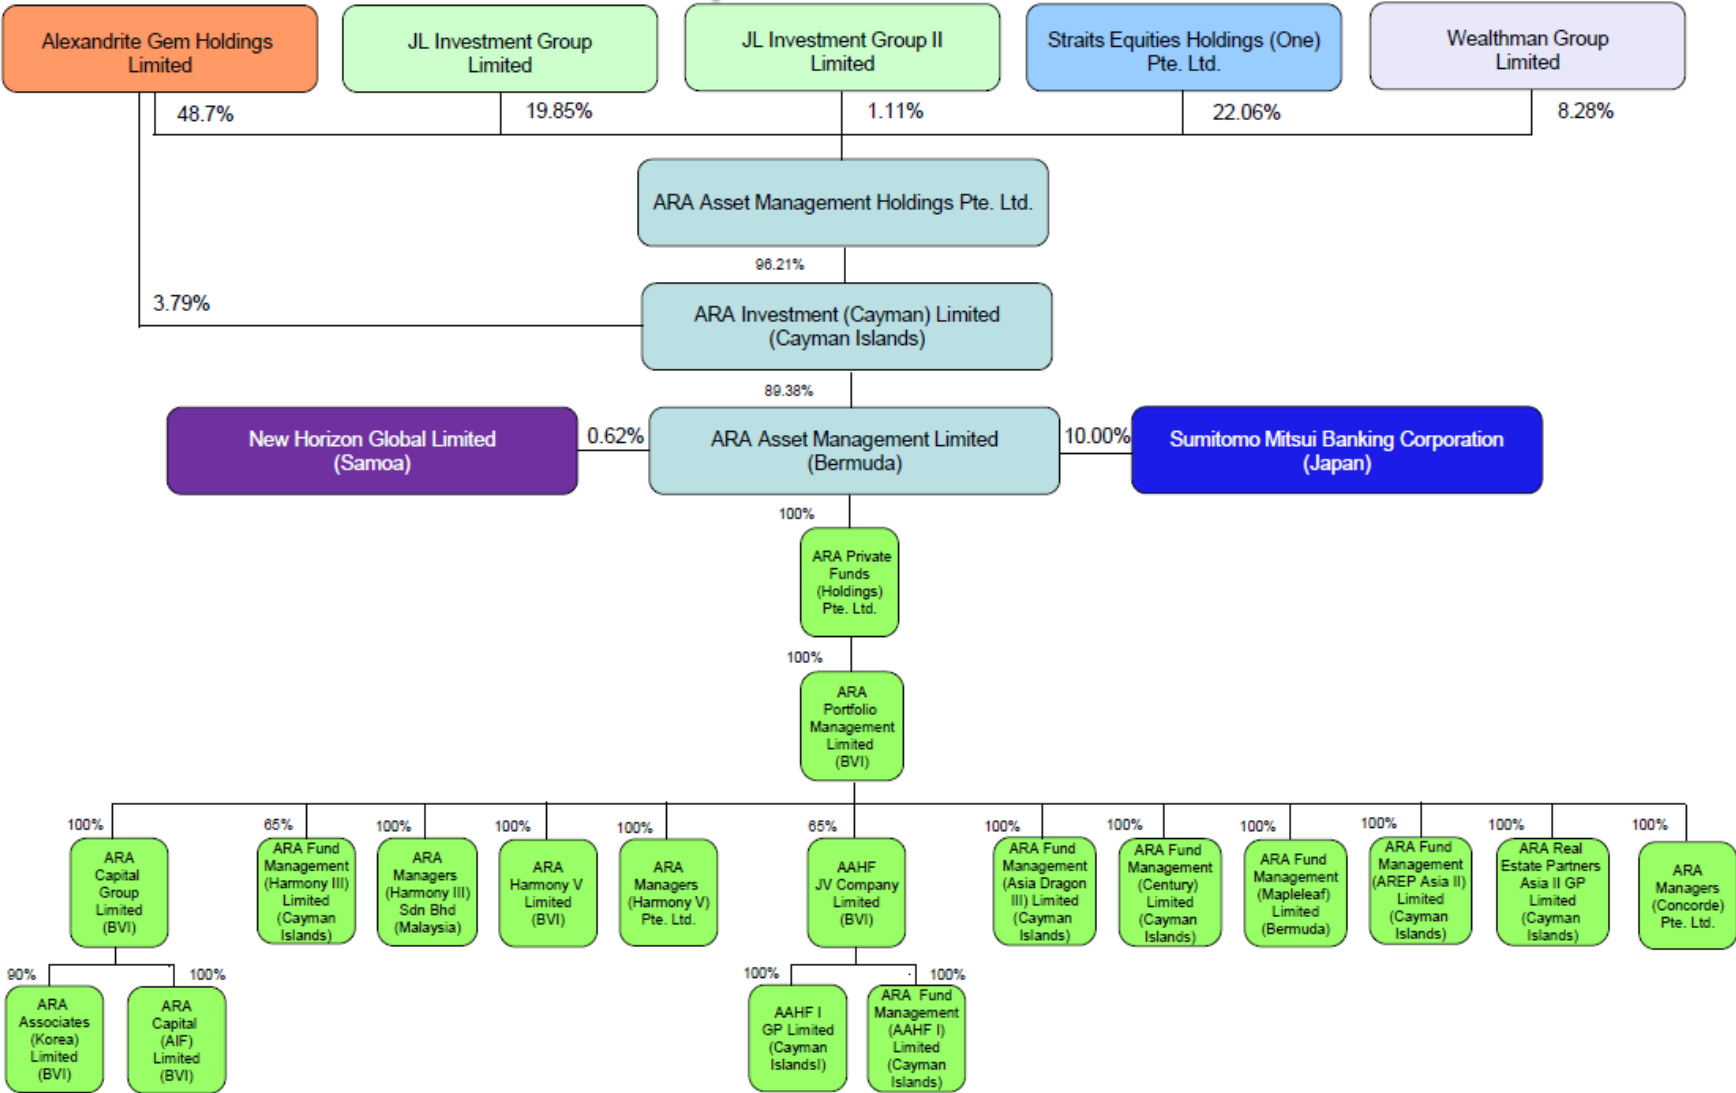 Alexandrite Gem Holdings
Limited
JL Investment Group
Limited
JL Investment Group II
Limited
Straits Equities Holdings (One)
Pte. Ltd.
Wealthman Group
Limited
48.7%
19.85%
1.11%
22.06%
8.28%
ARA Asset Management Holdings Pte. Ltd.
96.21%
3.79%
ARA Investment (Cayman) Limited
(Cayman Islands)
89.38%
New Horizon Global Limited
(Samoa)
0.62%
ARA Asset Management Limited
(Bermuda)
10.00%
Sumitomo Mitsui Banking Corporation
(Japan)
100%
ARA Private
Funds
(Holdings)
Pte. Ltd.
100%
ARA
Portfolio
Management
Limited
(BVI)
100%
ARA
Capital
Group
Limited
(BVI)
65%
ARA Fund
Management
(Harmony III)
Limited
(Cayman
Islands)
100%
ARA
Managers
(Harmony III)
Sdn Bhd
(Malaysia)
100%
ARA
Harmony V
Limited
(BVI)
100%
ARA
Managers
(Harmony V)
Pte. Ltd.
65%
AAHF
JV Company
Limited
(BVI)
100%
ARA Fund
Management
(Asia Dragon
III) Limited
(Cayman
Islands)
100%
ARA Fund
Management
(Century)
Limited
(Cayman
Islands)
100%
ARA Fund
Management
(Mapleleaf)
Limited
(Bermuda)
100%
ARA Fund
Management
(AREP Asia II)
Limited
(Cayman
Islands)
100%
ARA Real
Estate Partners
Asia II GP
Limited
(Cayman
Islands)
100%
ARA
Managers
(Concorde)
Pte. Ltd.
90%
ARA
Associates
(Korea)
Limited
(BVI)
100%
ARA
Capital
(AIF)
Limited
(BVI)
100%
AAHF I
GP Limited
(Cayman
IslandsI)
100%
ARA Fund
Management
(AAHF I)
Limited
(Cayman
Islands)